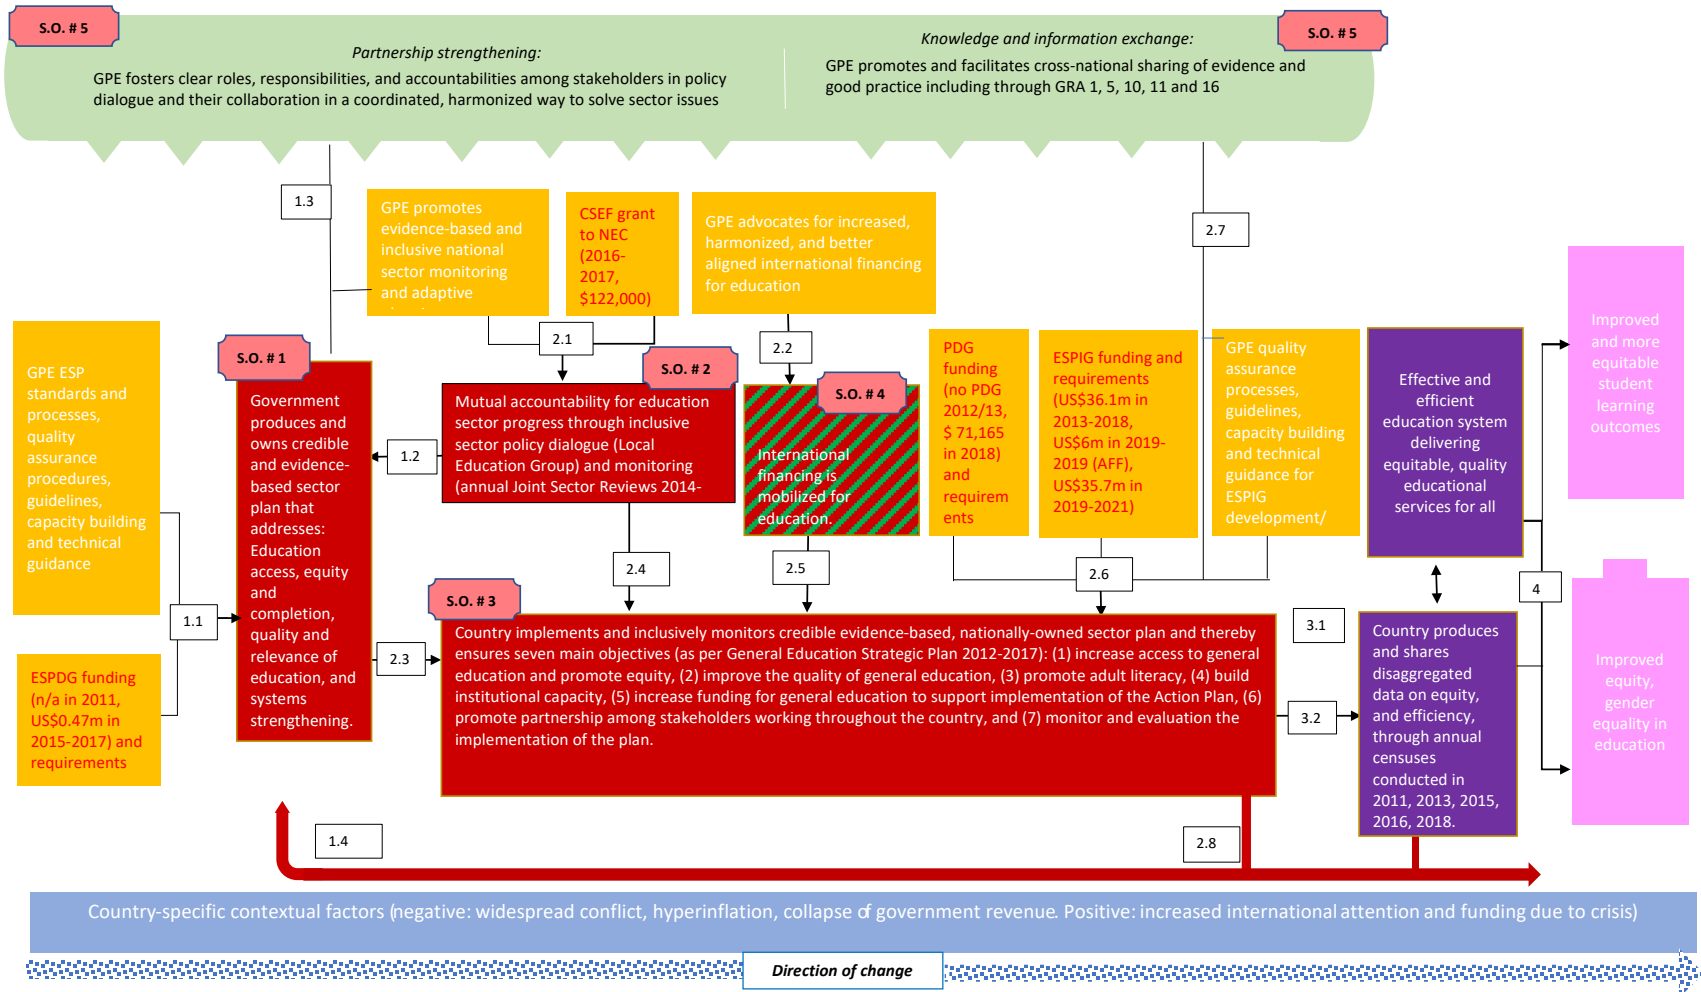 S.O. # 5
Partnership strengthening:
GPE fosters clear roles, responsibilities, and accountabilities among stakeholders in policy
dialogue and their collaboration in a coordinated, harmonized way to solve sector issues
S.O. # 5
Knowledge and information exchange:
GPE promotes and facilitates cross-national sharing of evidence and
good practice including through GRA 1, 5, 10, 11 and 16
1.3
GPE promotes
evidence-based and
inclusive national
sector monitoring
and adaptive
CSEF grant
to NEC
(2016-
2017,
$122,000)
GPE advocates for increased,
harmonized, and better
aligned international financing
for education
2.7
2.1
2.2
GPE ESP
standards and
processes,
quality
assurance
procedures,
guidelines,
capacity building
and technical
guidance
ESPDG funding
(n/a in 2011,
US$0.47m in
2015-2017) and
requirements
1.1
S.O. # 1
Government
produces and
owns credible
and evidence-
based sector
plan that
addresses:
Education
access, equity
and
completion,
quality and
relevance of
education, and
systems
strengthening.
1.2
S.O. # 2
Mutual accountability for education
sector progress through inclusive
sector policy dialogue (Local
Education Group) and monitoring
(annual Joint Sector Reviews 2014-
S.O. # 4
International
financing is
mobilized for
education.
PDG
funding
(no PDG
2012/13,
$ 71,165
in 2018)
and
requirem
ents
ESPIG funding and
requirements
(US$36.1m in
2013-2018,
US$6m in 2019-
2019 (AFF),
US$35.7m in
2019-2021)
GPE quality
assurance
processes,
guidelines,
capacity building
and technical
guidance for
ESPIG
development/
2.4
2.5
2.6
2.3
S.O. # 3
Country implements and inclusively monitors credible evidence-based, nationally-owned sector plan and thereby
ensures seven main objectives (as per General Education Strategic Plan 2012-2017): (1) increase access to general
education and promote equity, (2) improve the quality of general education, (3) promote adult literacy, (4) build
institutional capacity, (5) increase funding for general education to support implementation of the Action Plan, (6)
promote partnership among stakeholders working throughout the country, and (7) monitor and evaluation the
implementation of the plan.
3.1
3.2
Effective and
efficient
education system
delivering
equitable, quality
educational
services for all
Country produces
and shares
disaggregated
data on equity,
and efficiency,
through annual
censuses
conducted in
2011, 2013, 2015,
2016, 2018.
4
Improved
and more
equitable
student
learning
outcomes
Improved
equity,
gender
equality in
education
1.4
2.8
Country-specific contextual factors (negative: widespread conflict, hyperinflation, collapse of government revenue. Positive: increased international attention and funding due to crisis)
Direction of change